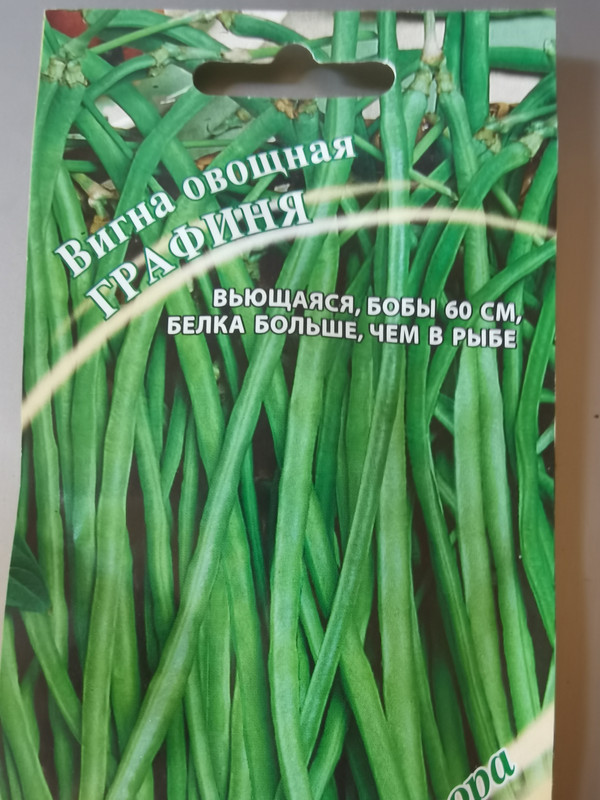 Вигна овощная
ГРАФИНЯ
ВЬЮЩАЯСЯ, БОБЫ 60 СМ,
БЕЛКА БОЛЬШЕ, ЧЕМ В РЫБЕ